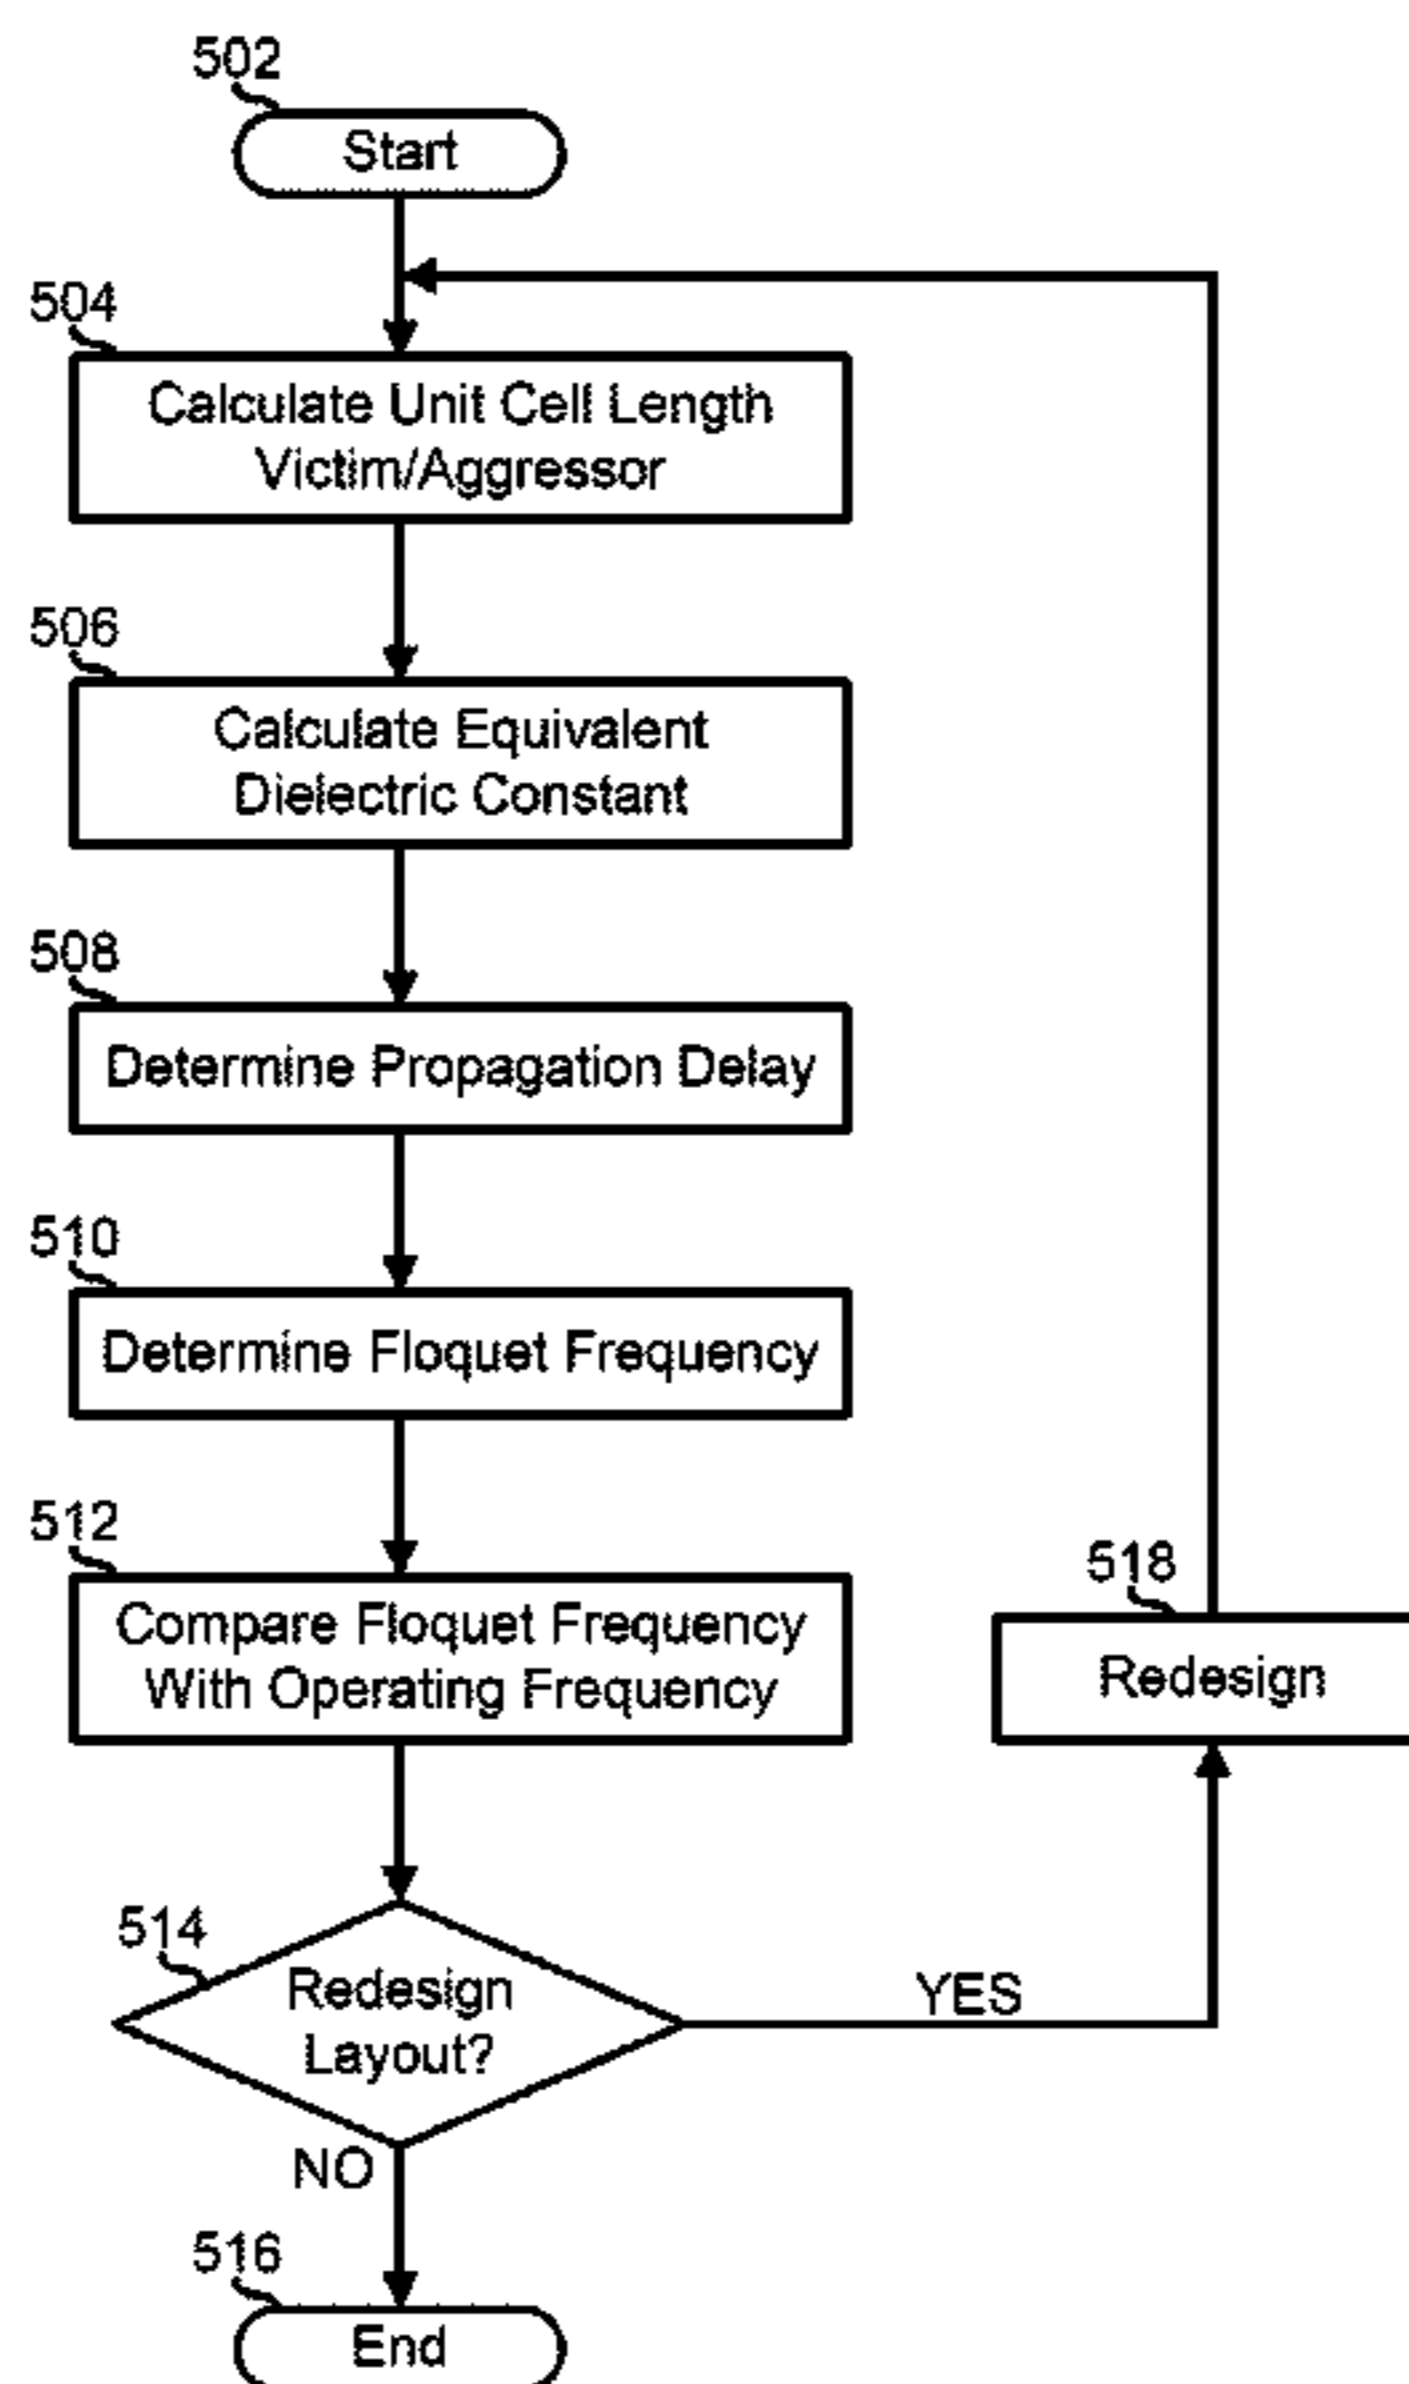 502
Start
504
Calculate Unit Cell Length
Victim/Aggressor
506
Calculate Equivalent
Dielectric Constant
508
Determine Propagation Delay
510
Determine Floquet Frequency
512
Compare Floquet Frequency
With Operating Frequency
518
Redesign
514
Redesign
Layout?
YES
NO
516
End